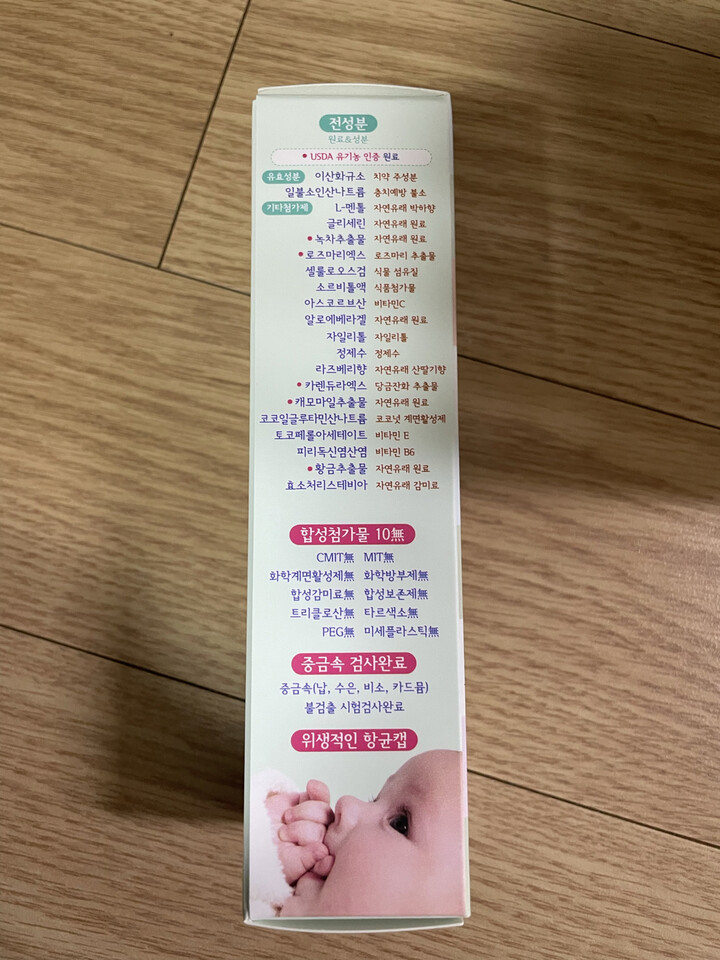 전성분
원료&성분
• USDA 유기농 인증 원료
유효성분 이산화규소 치약 주성분
일불소인산나트륨 충치예방 불소
기타첨가제 L-멘톨 자연유래 박하향
글리세린 자연유래 원료
• 녹차추출물 자연유래 원료
• 로즈마리엑스 로즈마리 추출물
셀룰로오스검 식물 섬유질
소르비톨액 식품첨가물
아스코르브산 비타민C
알로에베라겔 자연유래 원료
자일리톨 자일리톨
정제수 정제수
라즈베리향 자연유래 산딸기향
• 카렌듀라엑스 당금잔화 추출물
• 캐모마일추출물 자연유래 원료
코코일글루타민산나트륨 코코넛 계면활성제
토코페롤아세테이트 비타민 E
피리독신염산염 비타민 B6
• 황금추출물 자연유래 원료
효소처리스테비아 자연유래 감미료
합성첨가물 10無
CMIT無 MIT無
화학계면활성제無 화학방부제無
합성감미료無 합성보존제無
트리클로산無 타르색소無
PEG無 미세플라스틱無
중금속 검사완료
중금속(납, 수은, 비소, 카드뮴)
불검출 시험검사완료
위생적인 항균캡